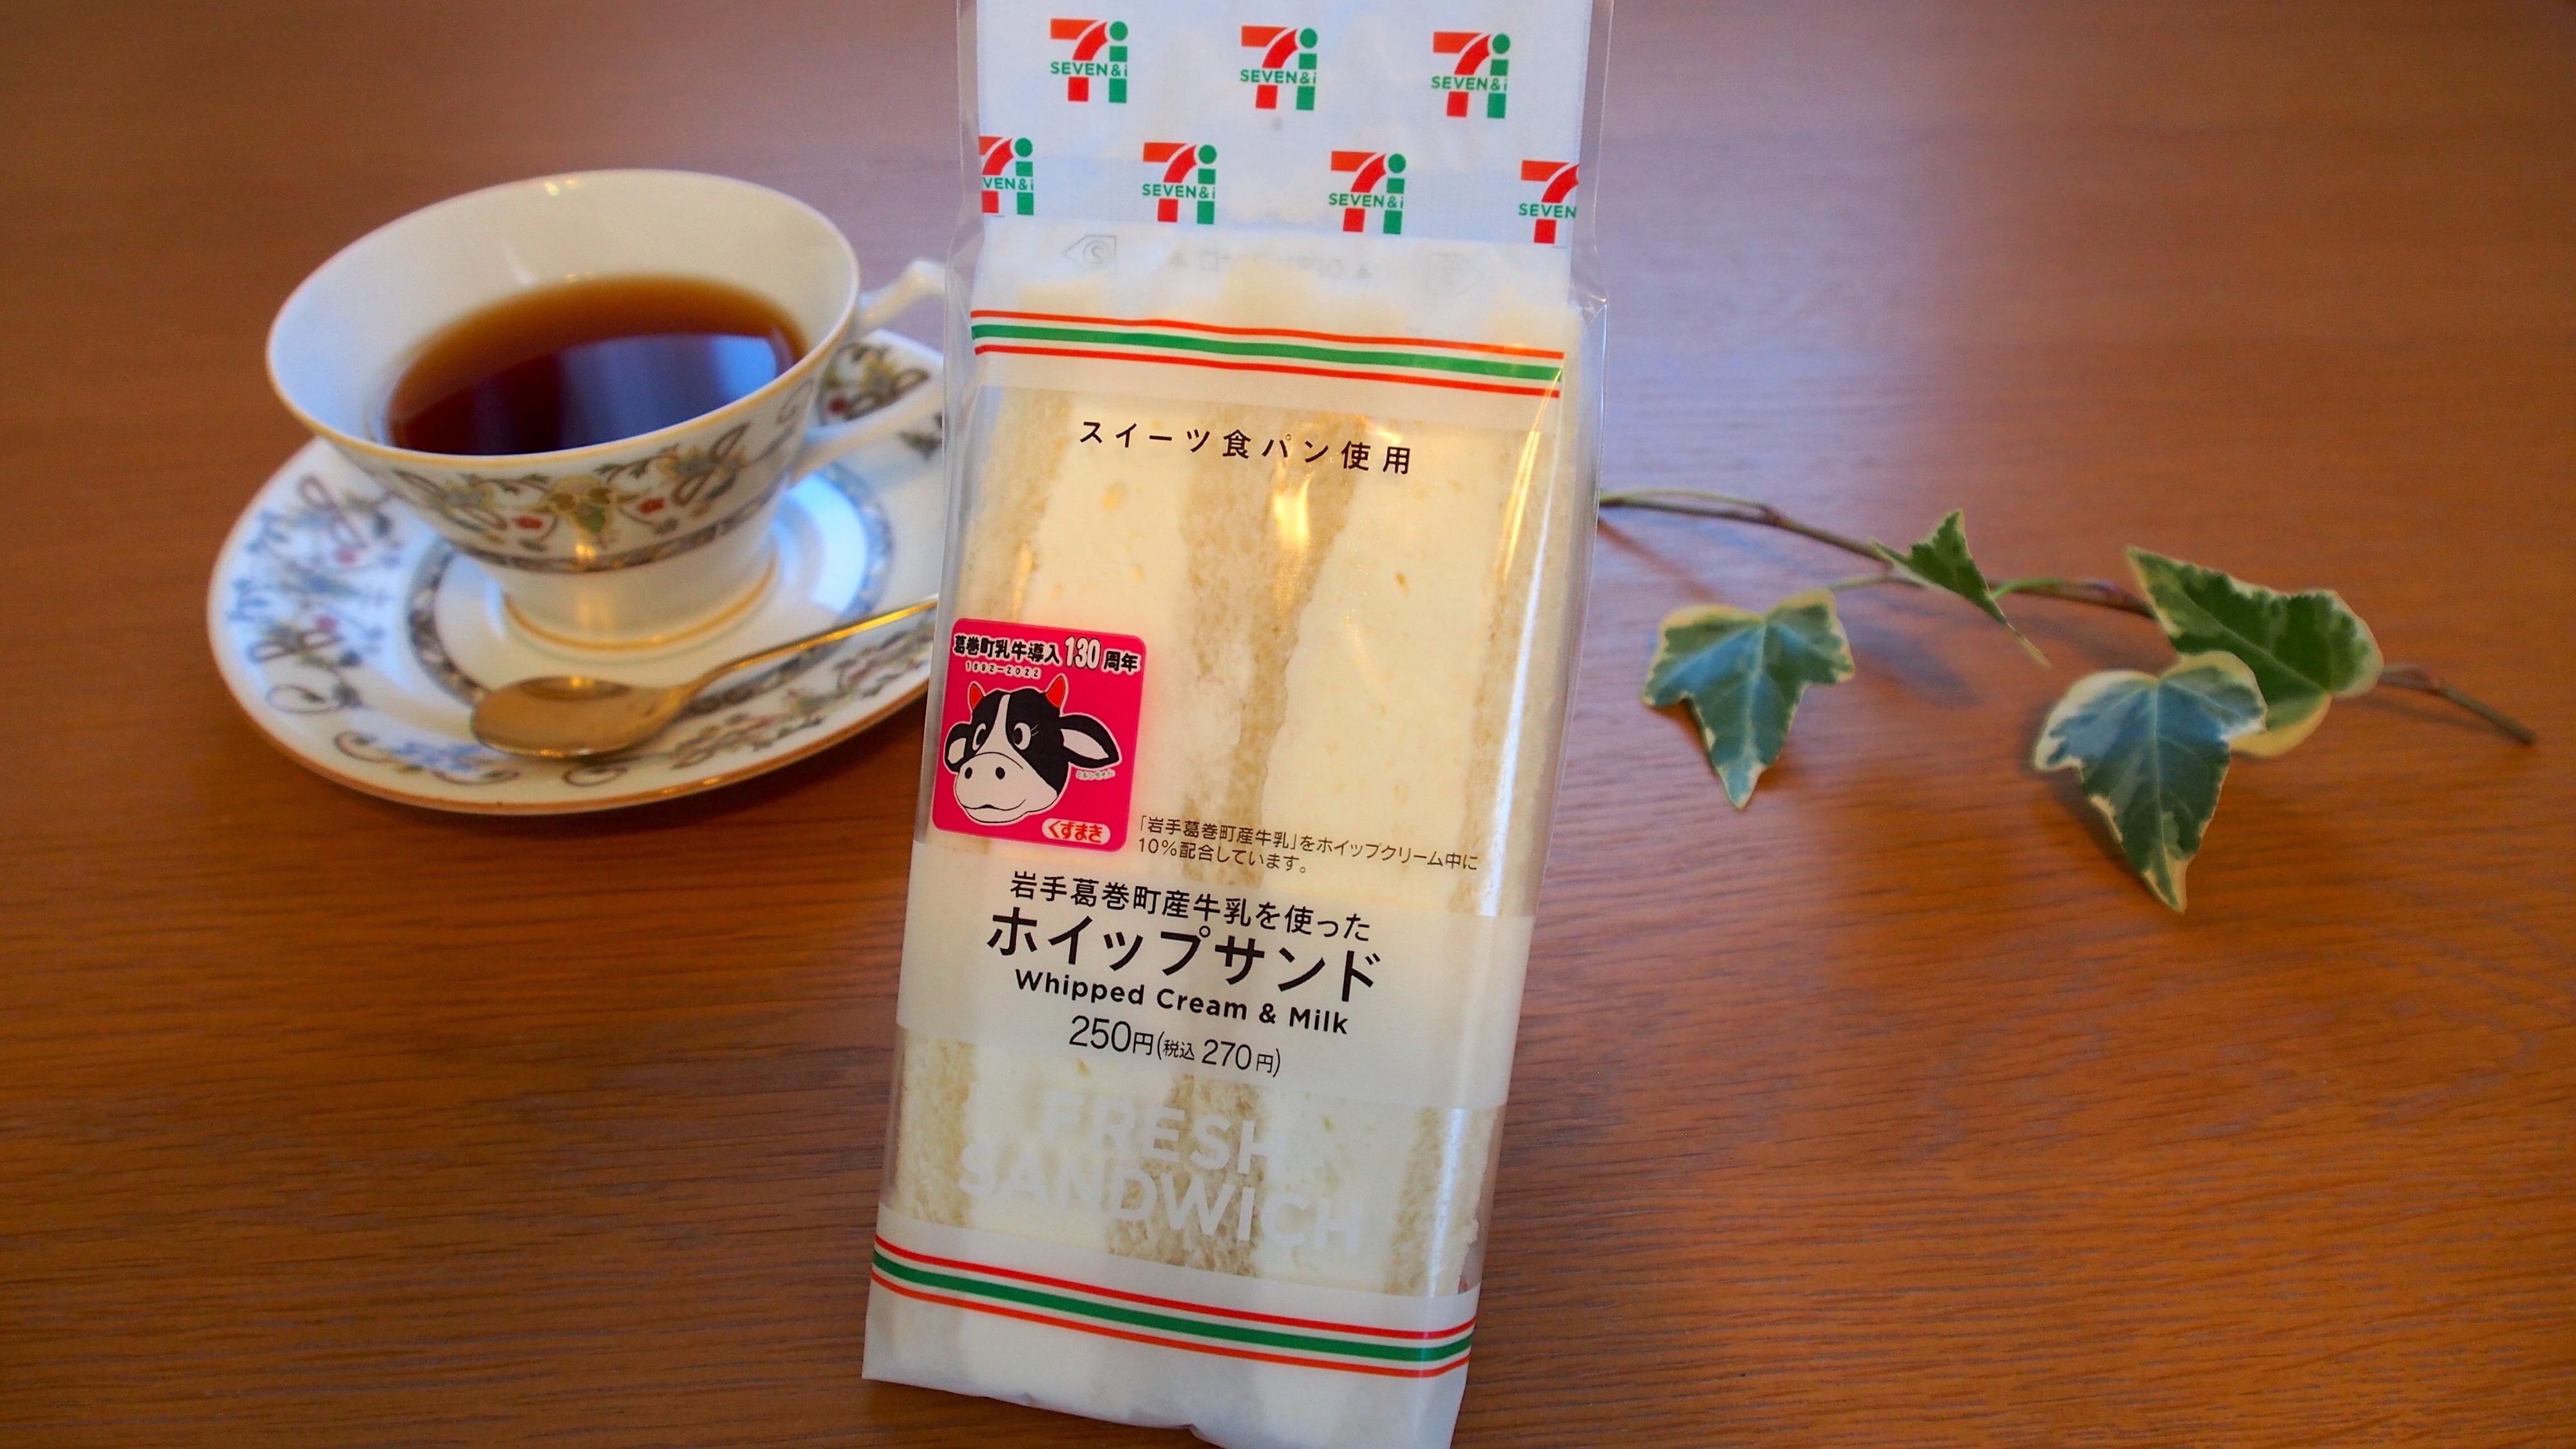 SEVEN&i
SEVEN&i
SEVEN&i
VEN&i
SEVEN&i
SEVEN&i
SEVEN
スイーツ食パン使用
葛巻町乳牛導入130周年
1892-2022
くずまき
「岩手葛巻町産牛乳」をホイップクリーム中に
10%配合しています。
岩手葛巻町産牛乳を使った
ホイップサンド
Whipped Cream & Milk
250円(税込 270円)
FRESH
SANDWICH